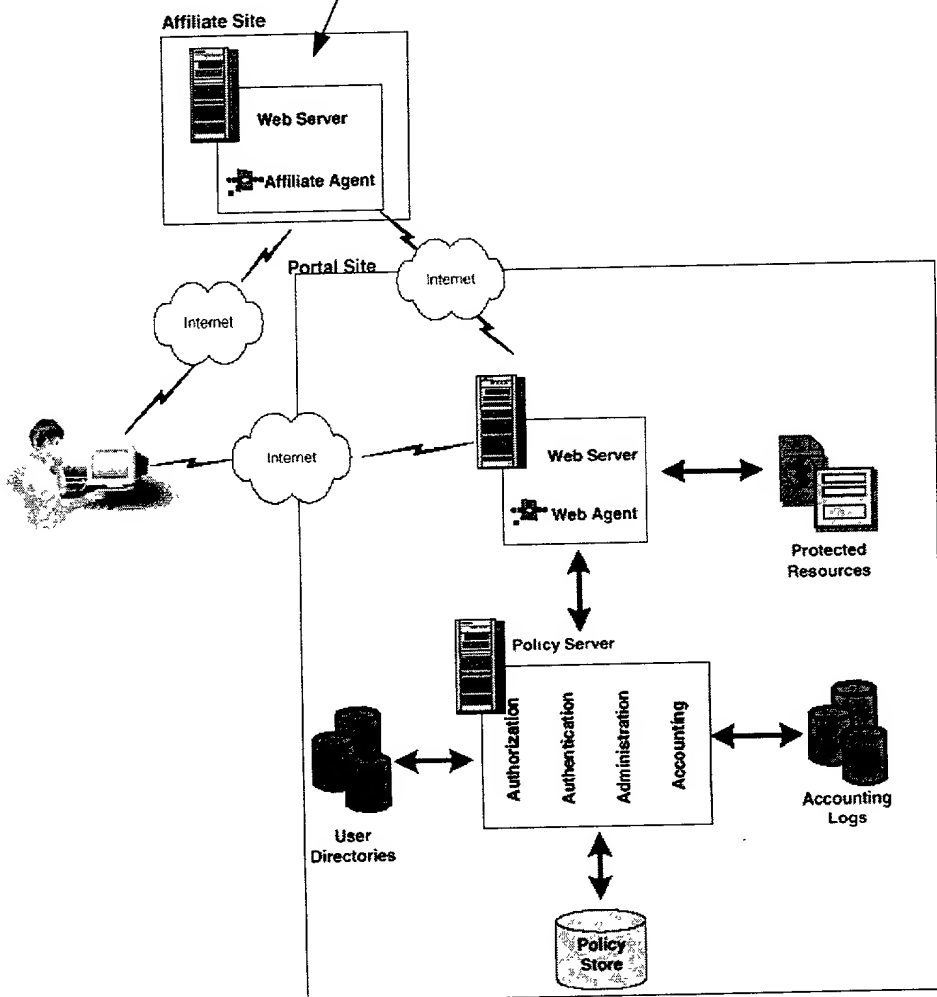 Affiliate Site
Web Server
Affiliate Agent
Portal Site
Internet
Internet
Internet
Web Server
Web Agent
Protected
Resources
Policy Server
Authorization
Authentication
Administration
Accounting
User
Directories
Accounting
Logs
Policy
Store